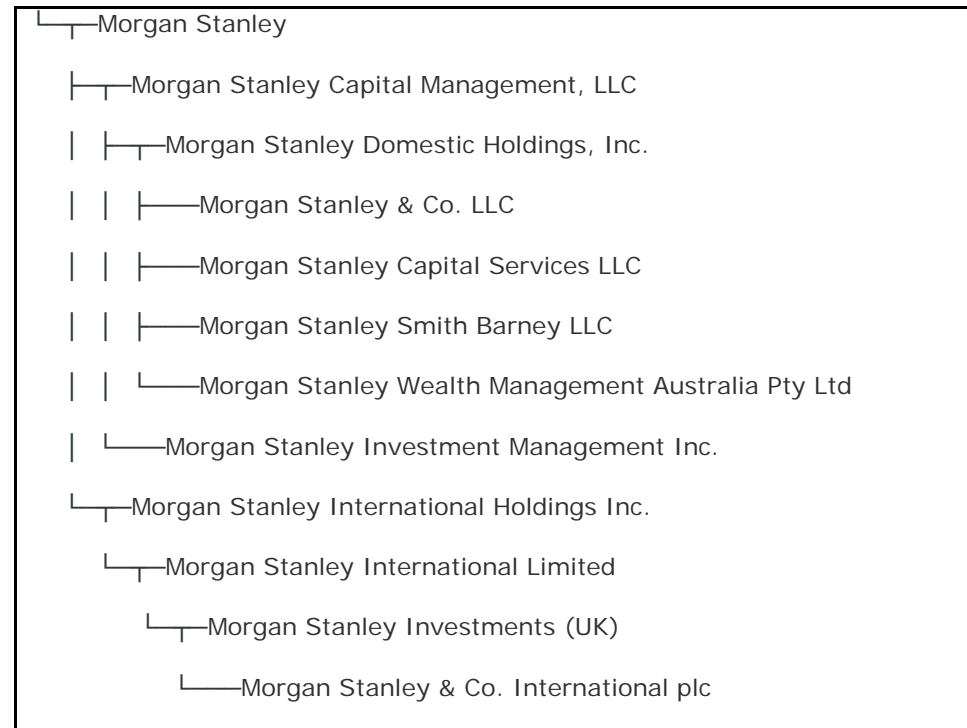 └─┬─Morgan Stanley
├─┬─Morgan Stanley Capital Management, LLC
│ ├─┬─Morgan Stanley Domestic Holdings, Inc.
│ │ ├───Morgan Stanley & Co. LLC
│ │ ├───Morgan Stanley Capital Services LLC
│ │ ├───Morgan Stanley Smith Barney LLC
│ │ └───Morgan Stanley Wealth Management Australia Pty Ltd
│ └───Morgan Stanley Investment Management Inc.
└─┬─Morgan Stanley International Holdings Inc.
└─┬─Morgan Stanley International Limited
└─┬─Morgan Stanley Investments (UK)
└───Morgan Stanley & Co. International plc